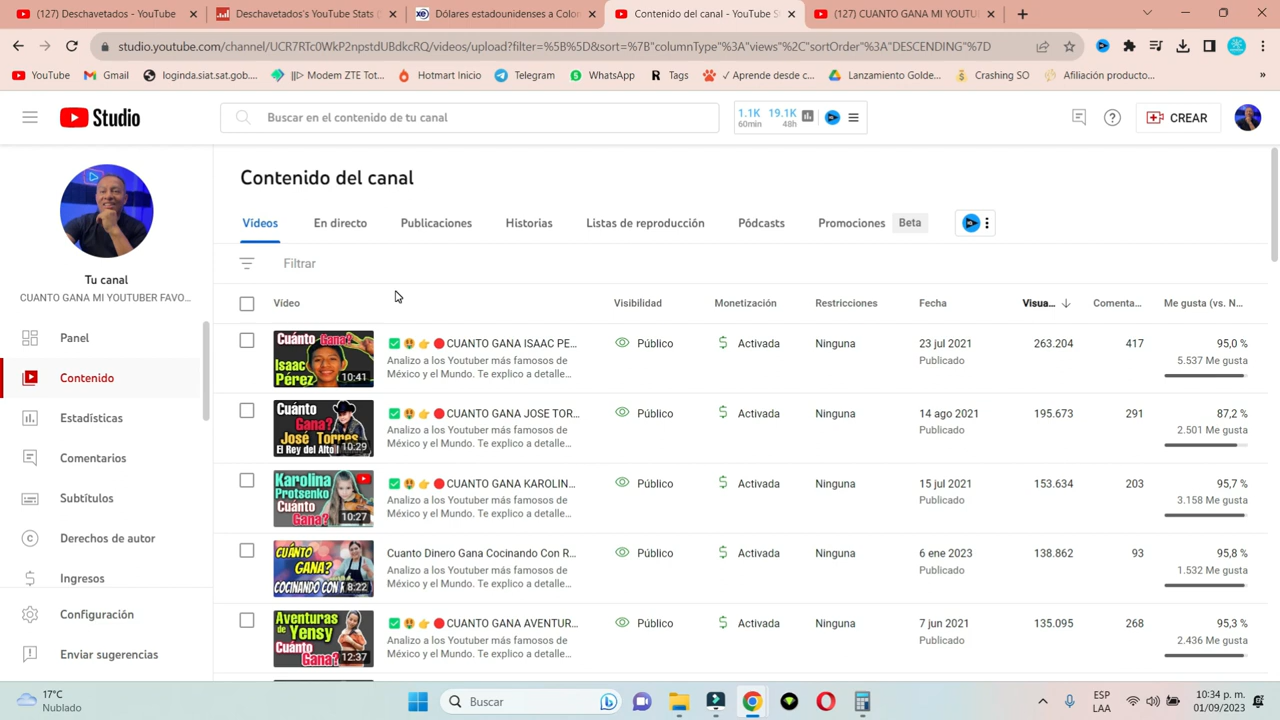 (127) Deschavetados - YouTube
Deschavetados's YouTube Stats (
Dólares estadounidenses a Colon
Contenido del canal - YouTube S
(127) CUANTO GANA MI YOUTUB
studio.youtube.com/channel/UCR7RTc0WkP2npstdUBdkcRQ/videos/upload?filter=%5B%5D&sort=%7B"columnType"%3A"views"%2C"sortOrder"%3A"DESCENDING"%7D
YouTube
Gmail
loginda.siat.sat.gob....
||> Modem ZTE Tot...
Hotmart Inicio
Telegram
WhatsApp
R Tags
✓ Aprende desde c...
Lanzamiento Golde...
Crashing SO
Afiliación producto...
»
Studio
Buscar en el contenido de tu canal
1.1K 19.1K
60min 48h
CREAR
Contenido del canal
Videos
En directo
Publicaciones
Historias
Listas de reproducción
Pódcasts
Promociones
Beta
Filtrar
Tu canal
CUANTO GANA MI YOUTUBER FAVO...
Panel
Contenido
Estadísticas
Comentarios
Subtítulos
Derechos de autor
Ingresos
Configuración
Enviar sugerencias
Vídeo
Visibilidad
Monetización
Restricciones
Fecha
Visua...
Comenta...
Me gusta (vs. N...
Cuánto
Gana?
Isaac
Pérez
10:41
✅😲👉🔴CUANTO GANA ISAAC PE...
Analizo a los Youtuber más famosos de
México y el Mundo. Te explico a detalle...
Público
Activada
Ninguna
23 jul 2021
Publicado
263.204
417
95,0 %
5.537 Me gusta
Cuánto
Gana?
José Torres
El Rey del Alto
10:29
✅😲👉🔴CUANTO GANA JOSE TOR...
Analizo a los Youtuber más famosos de
México y el Mundo. Te explico a detalle...
Público
Activada
Ninguna
14 ago 2021
Publicado
195.673
291
87,2 %
2.501 Me gusta
Karolina
Protsenko
Cuánto
Gana?
10:27
✅😲👉🔴CUANTO GANA KAROLIN...
Analizo a los Youtuber más famosos de
México y el Mundo. Te explico a detalle...
Público
Activada
Ninguna
15 jul 2021
Publicado
153.634
203
95,7 %
3.158 Me gusta
CUÁNTO
GANA?
COCINANDO CON
8:22
Cuanto Dinero Gana Cocinando Con R...
Analizo a los Youtuber más famosos de
México y el Mundo. Te explico a detalle...
Público
Activada
Ninguna
6 ene 2023
Publicado
138.862
93
95,8 %
1.532 Me gusta
Aventuras
de Yensy
Cuánto
Gana?
12:37
✅😲👉🔴CUANTO GANA AVENTUR...
Analizo a los Youtuber más famosos de
México y el Mundo. Te explico a detalle...
Público
Activada
Ninguna
7 jun 2021
Publicado
135.095
268
95,3 %
2.436 Me gusta
17°C
Nublado
Buscar
ESP
LAA
10:34 p. m.
01/09/2023